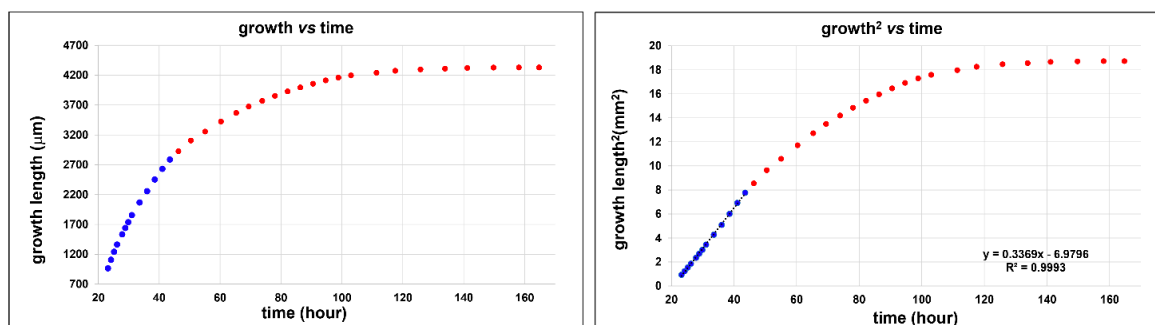 growth vs time
4700
4200
3700
3200
2700
2200
1700
1200
700
growth length (μm)
20 40 60 80 100 120 140 160
time (hour)
growth² vs time
20
18
16
14
12
10
8
6
4
2
0
growth length²(mm²)
y = 0.3369x - 6.9796
R² = 0.9993
20 40 60 80 100 120 140 160
time (hour)